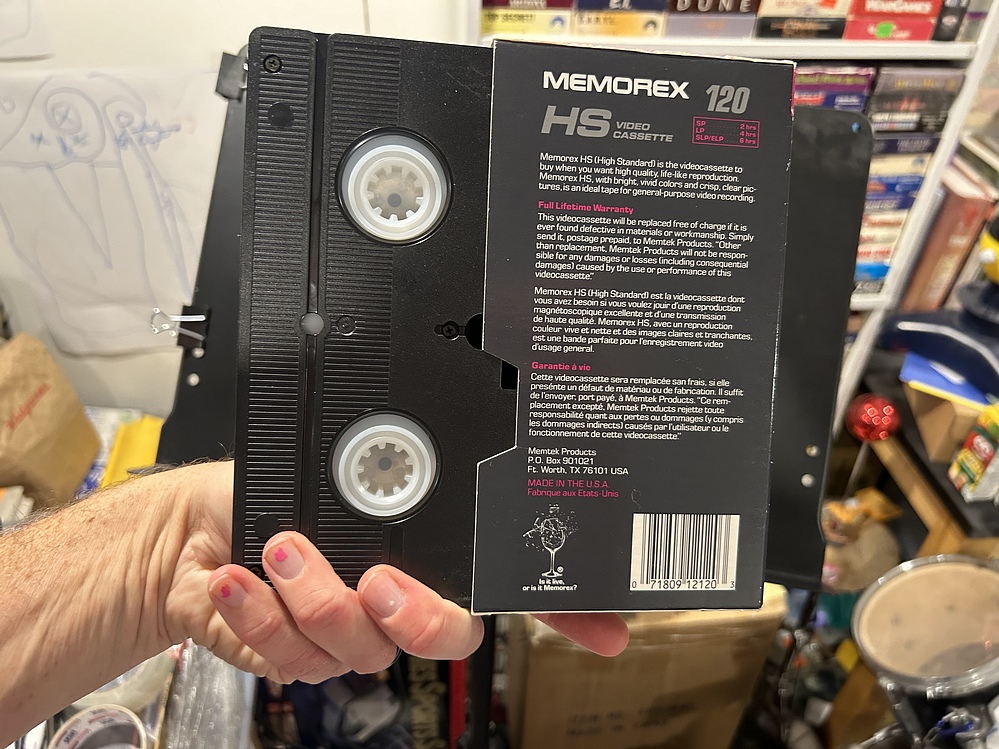 DUNE
WARGAMES
MEMOREX 120
HS VIDEO CASSETTE
SP 2 hrs
LP 4 hrs
SLP/ELP 6 hrs
Memorex HS (High Standard) is the videocassette to
buy when you want high quality, life-like reproduction.
Memorex HS, with bright, vivid colors and crisp, clear pic-
tures, is an ideal tape for general-purpose video recording.
Full Lifetime Warranty
This videocassette will be replaced free of charge if it is
ever found defective in materials or workmanship. Simply
send it, postage prepaid, to Memtek Products. "Other
than replacement, Memtek Products will not be respon-
sible for any damages or losses (including consequential
damages) caused by the use or performance of this
videocassette."
Memorex HS (High Standard) est la videocassette dont
vous avez besoin si vous voulez jouir d'une reproduction
magnétoscopique excellente et d'une transmission
de haute qualité. Memorex HS, avec un reproduction
couleur vive et nette et des images claires et tranchantes,
est une bande parfaite pour l'enregistrement video
d'usage general.
Garantie à vie
Cette videocassette sera remplacée san frais, si elle
présente un défaut de matériau ou de fabrication. Il suffit
de l'envoyer, port payé, à Memtek Products. "Ce rem-
placement excepté, Memtek Products rejette toute
responsabilité quant aux pertes ou dommages (y compris
les dommages indirects) causés par l'utilisateur ou le
fonctionnement de cette videocassette."
Memtek Products
P.O. Box 901021
Ft. Worth, TX 76101 USA
MADE IN THE U.S.A.
Fabrique aux Etats-Unis
Is it live,
or is it Memorex?
0 71809 12120 3